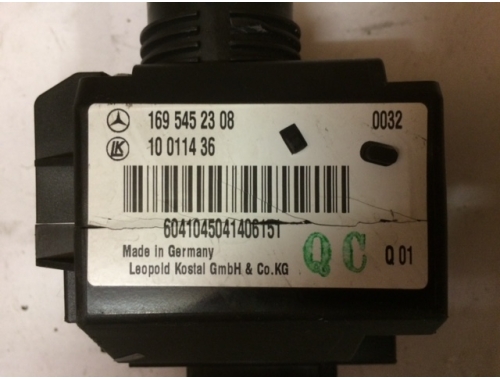 169 545 23 08 0032
LK 10 0114 36
6041045041406151
Made in Germany
Leopold Kostal GmbH & Co.KG
QC Q 01